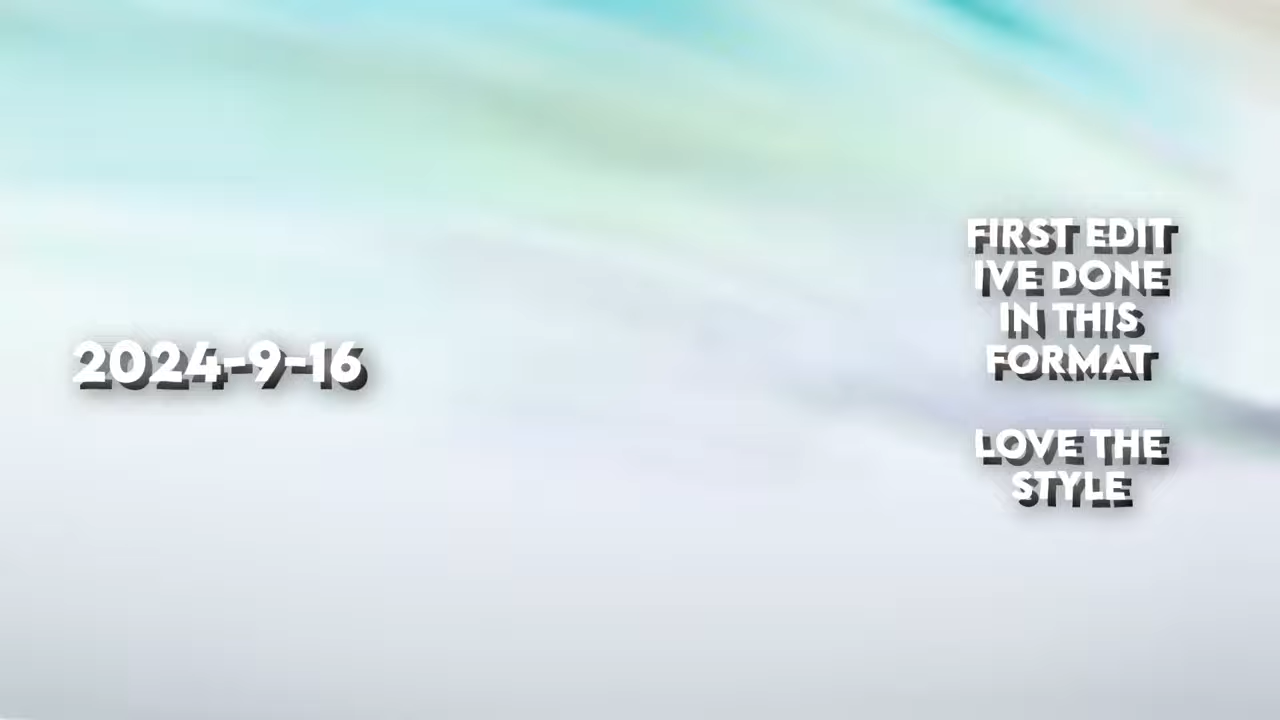 2024-9-16
FIRST EDIT
IVE DONE
IN THIS
FORMAT
LOVE THE
STYLE